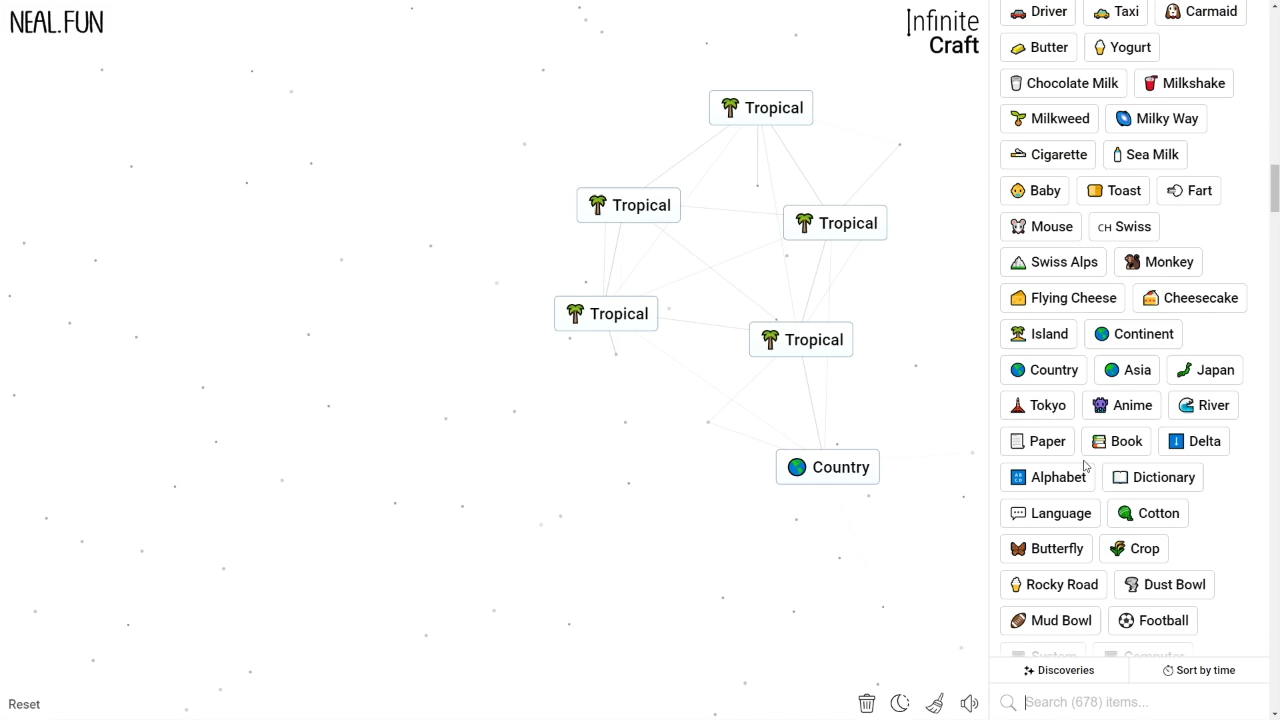 NEAL.FUN
Infinite
Craft
Tropical
Tropical
Tropical
Tropical
Tropical
Country
Reset
Driver Taxi Carmaid
Butter Yogurt
Chocolate Milk Milkshake
Milkweed Milky Way
Cigarette Sea Milk
Baby Toast Fart
Mouse CH Swiss
Swiss Alps Monkey
Flying Cheese Cheesecake
Island Continent
Country Asia Japan
Tokyo Anime River
Paper Book Delta
Alphabet Dictionary
Language Cotton
Butterfly Crop
Rocky Road Dust Bowl
Mud Bowl Football
System Computer
Discoveries Sort by time
Search (678) items...